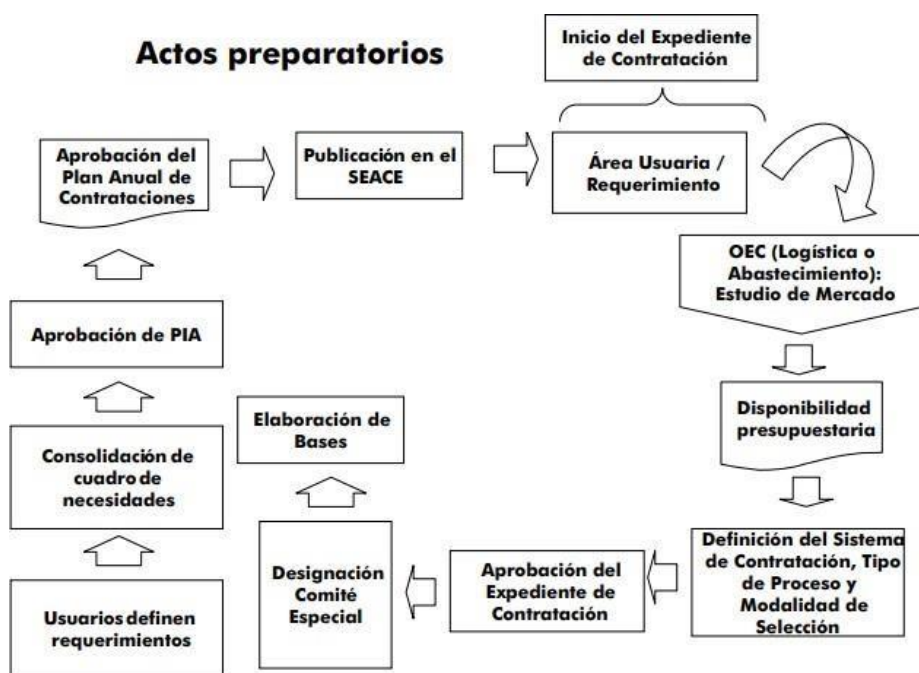 Actos preparatorios
Inicio del Expediente
de Contratación
Aprobación del
Plan Anual de
Contrataciones
Publicación en el
SEACE
Área Usuaria /
Requerimiento
OEC (Logística o
Abastecimiento):
Estudio de Mercado
Aprobación de PIA
Disponibilidad
presupuestaria
Elaboración de
Bases
Consolidación de
cuadro de
necesidades
Definición del Sistema
de Contratación, Tipo
de Proceso y
Modalidad de
Selección
Aprobación del
Expediente de
Contratación
Designación
Comité
Especial
Usuarios definen
requerimientos